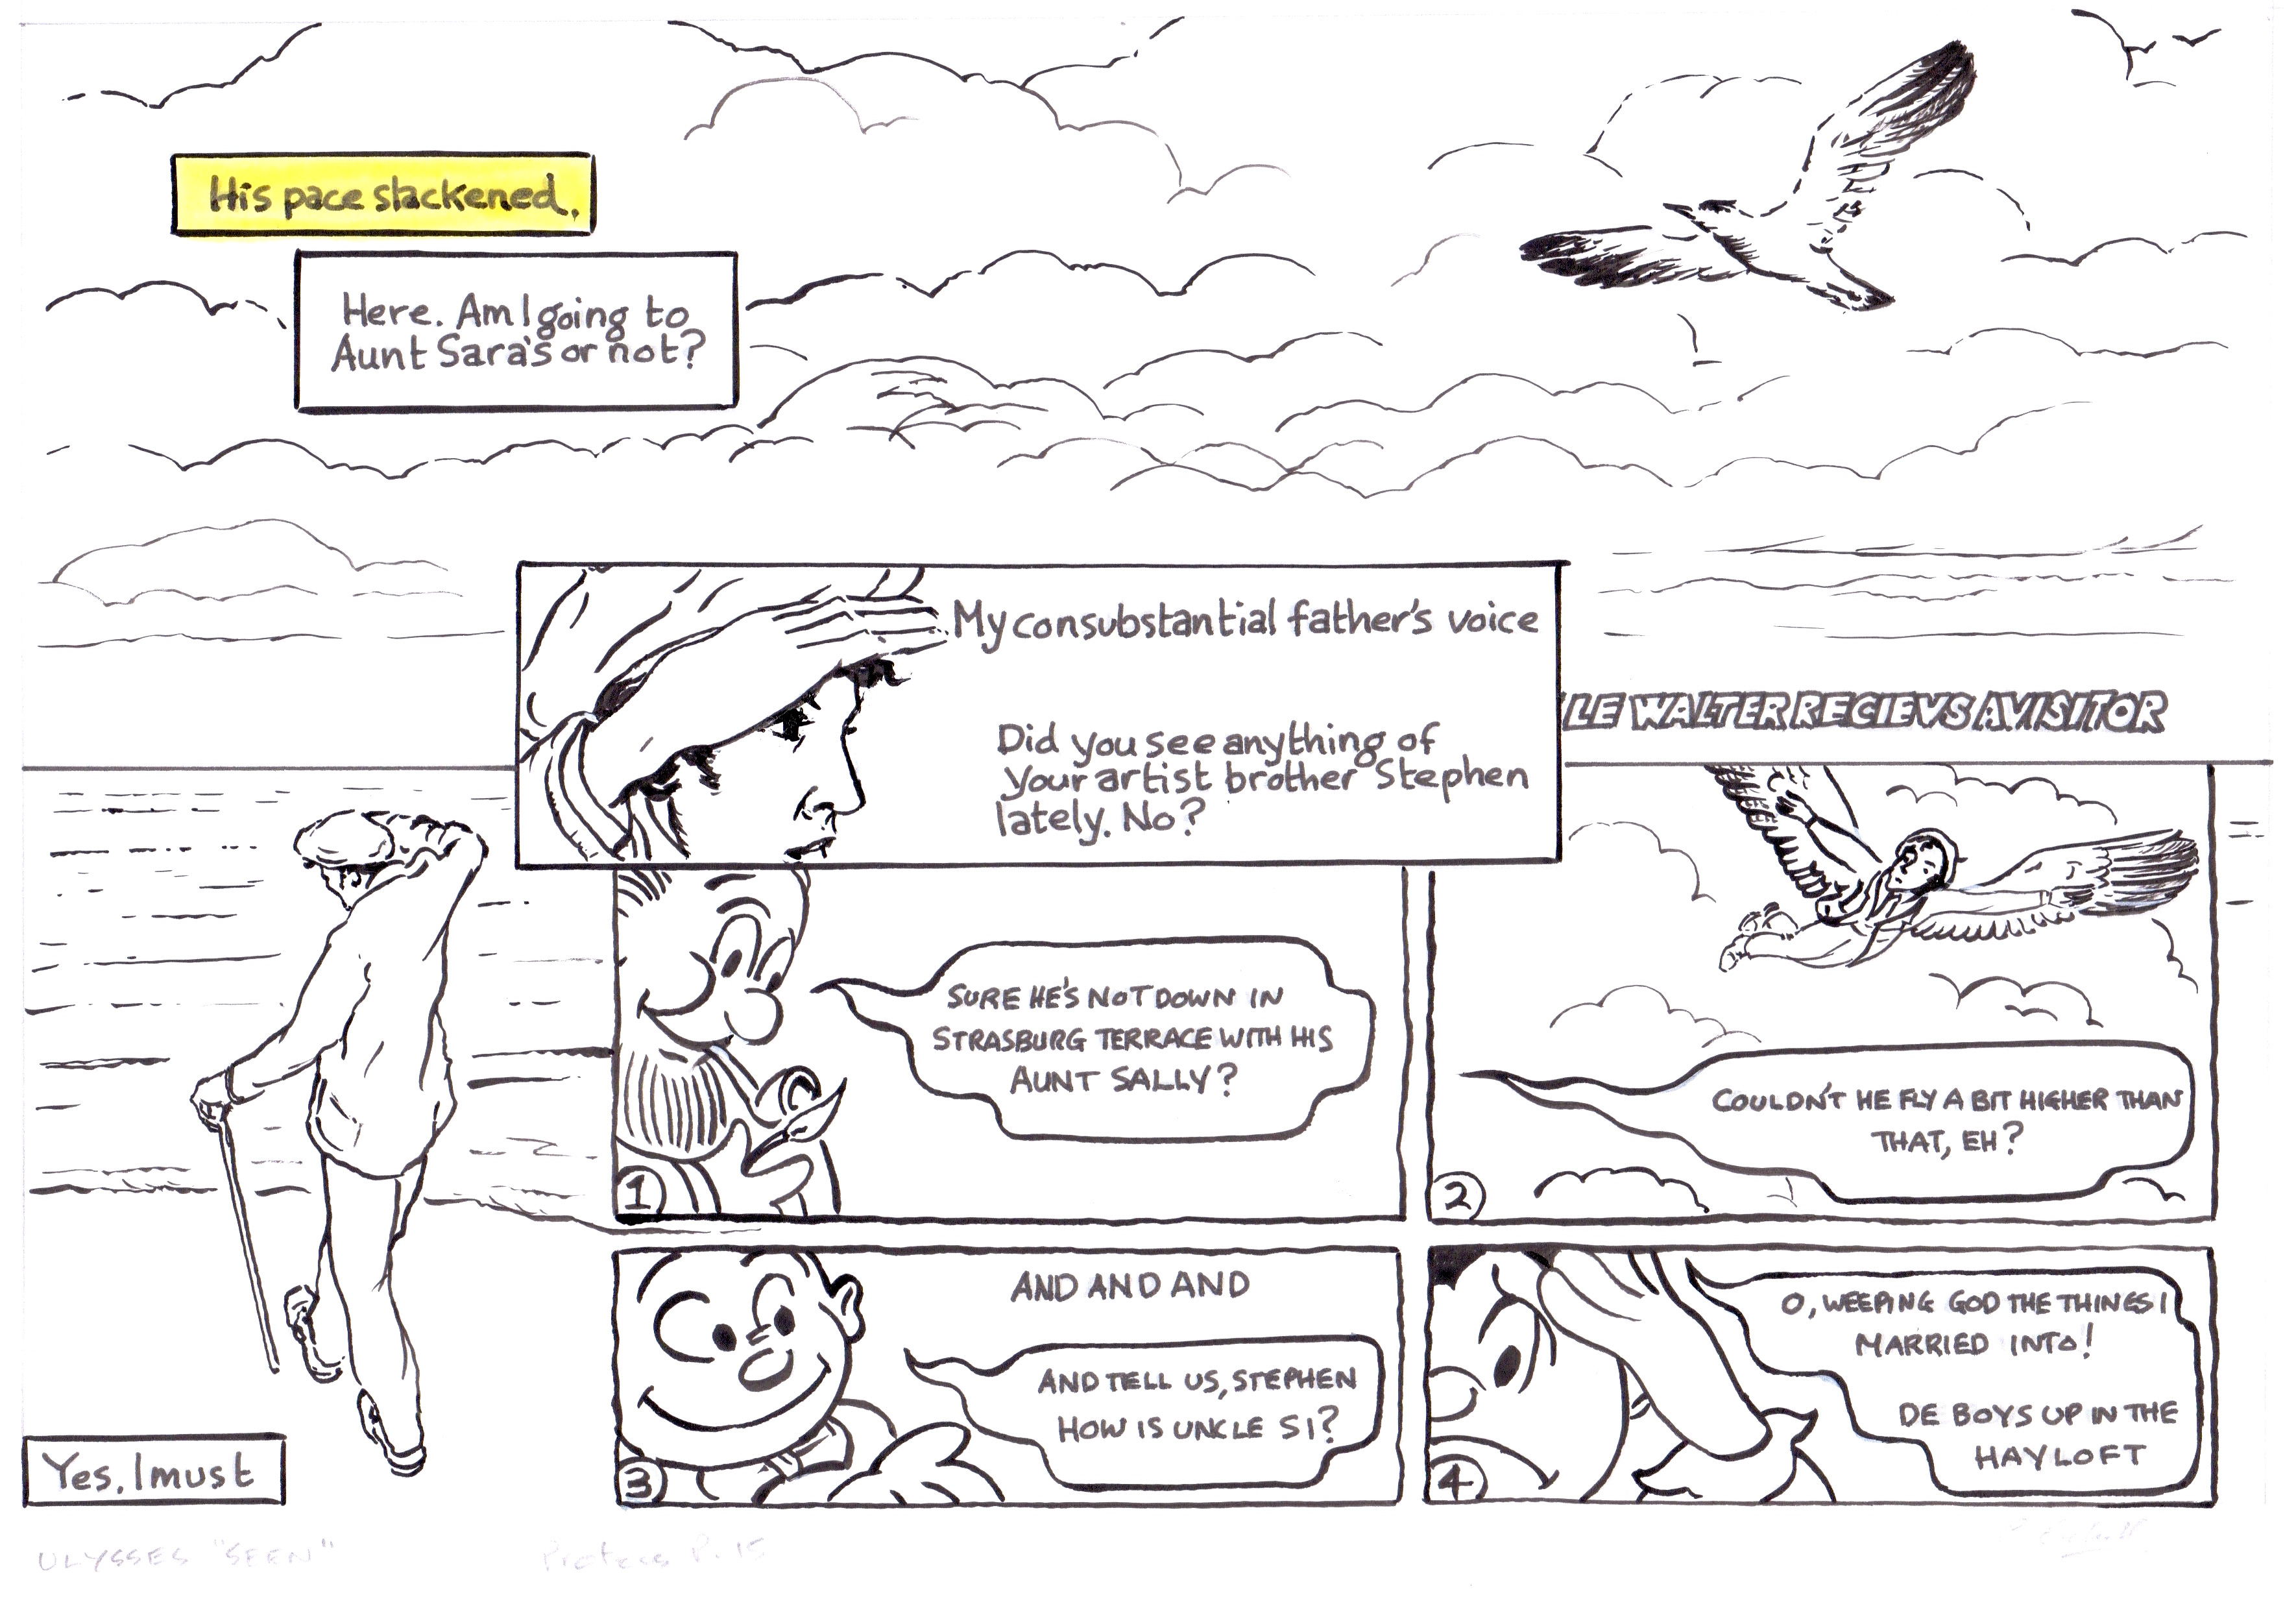 His pace slackened.
Here. Am I going to
Aunt Sara's or not?
My consubstantial father's voice
Did you see anything of
your artist brother Stephen
lately. No?
LE WALTER RECIEVS A VISITOR
SURE HE'S NOT DOWN IN
STRASBURG TERRACE WITH HIS
AUNT SALLY?
1
COULDN'T HE FLY A BIT HIGHER THAN
THAT, EH?
2
AND AND AND
AND TELL US, STEPHEN
HOW IS UNCLE SI?
3
O, WEEPING GOD THE THINGS I
MARRIED INTO!
DE BOYS UP IN THE
HAYLOFT
4
Yes, I must
ULYSSES "SEEN"
Proteus P. 15